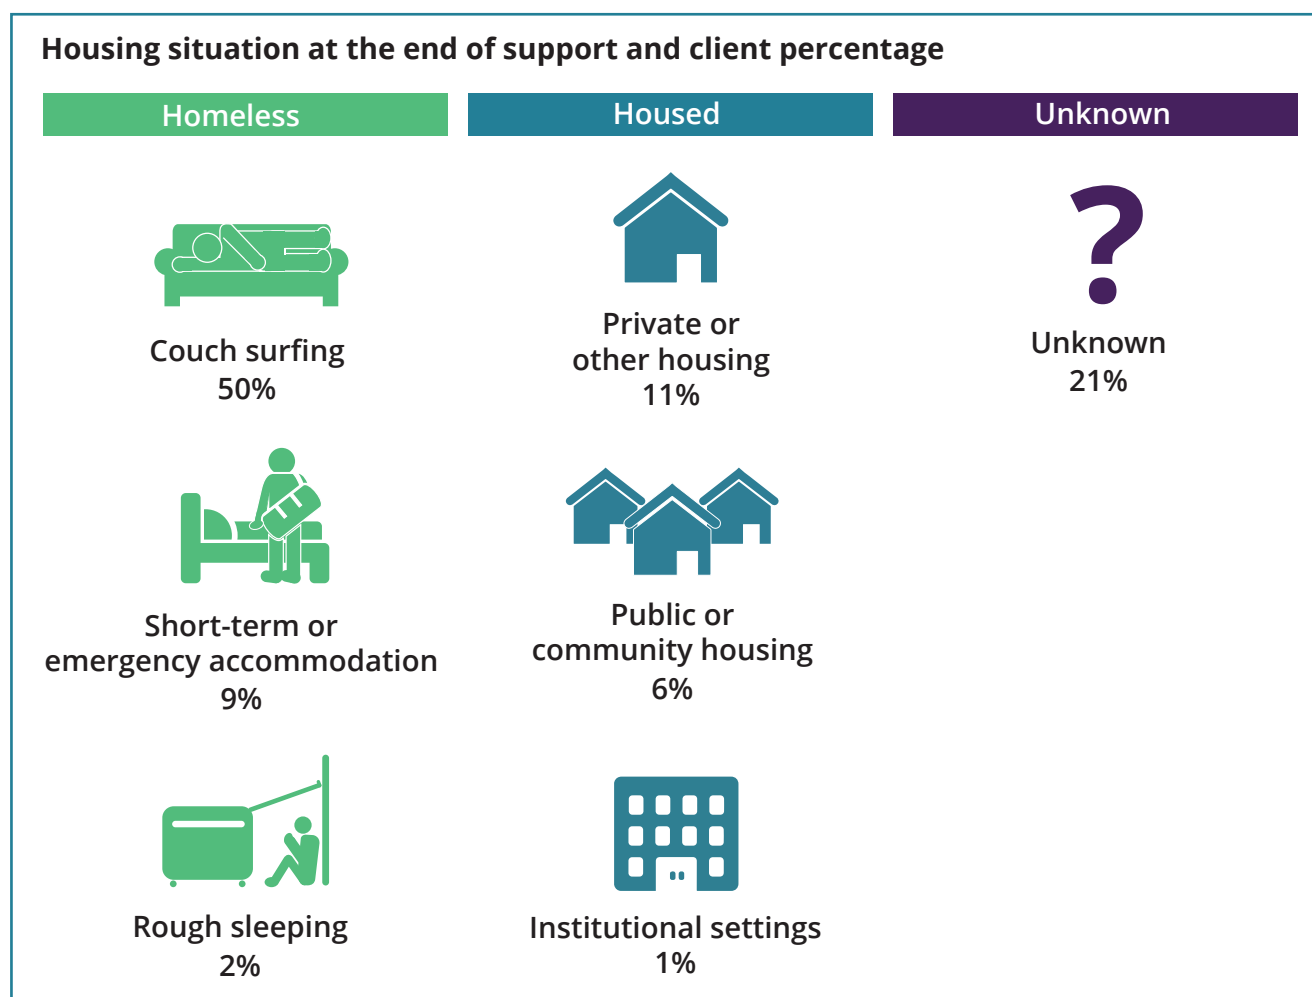 Housing situation at the end of support and client percentage
Homeless
Couch surfing
50%
Short-term or
emergency accommodation
9%
Rough sleeping
2%
Housed
Private or
other housing
11%
Public or
community housing
6%
Institutional settings
1%
Unknown
?
Unknown
21%